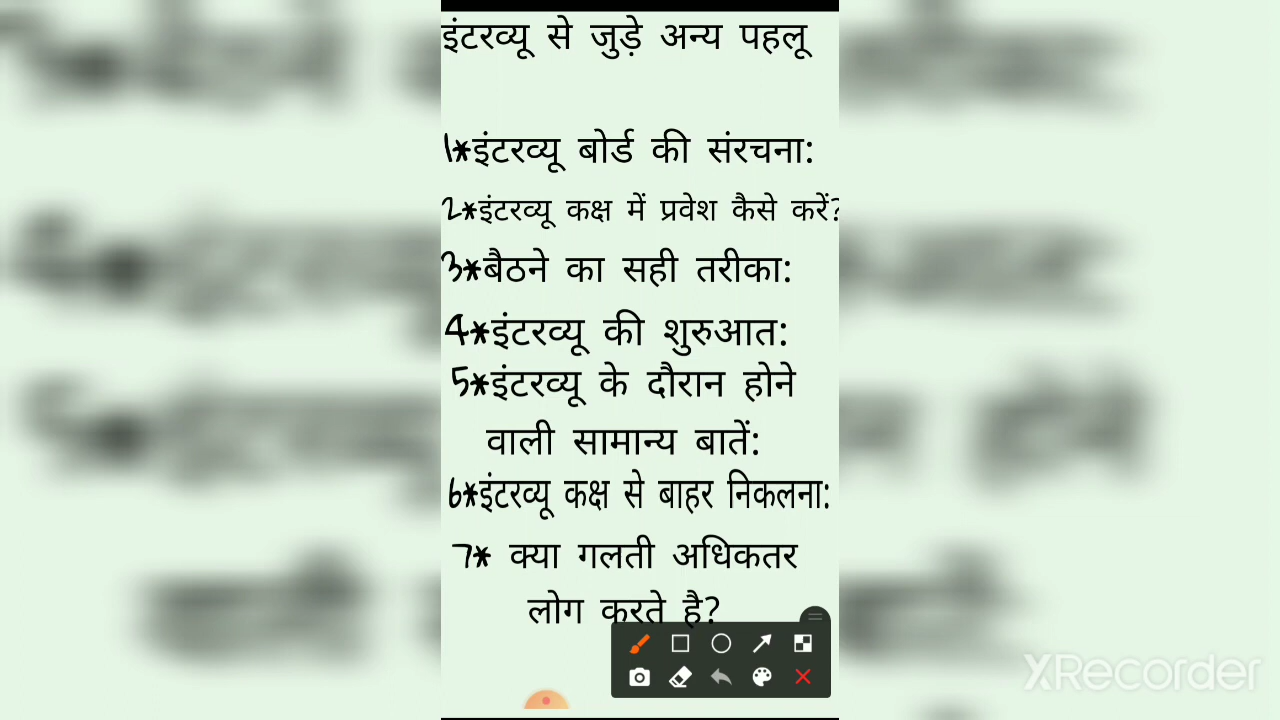 इंटरव्यू से जुड़े अन्य पहलू
1*इंटरव्यू बोर्ड की संरचना:
2*इंटरव्यू कक्ष में प्रवेश कैसे करें?
3*बैठने का सही तरीका:
4*इंटरव्यू की शुरुआत:
5*इंटरव्यू के दौरान होने
वाली सामान्य बातें:
6*इंटरव्यू कक्ष से बाहर निकलना:
7* क्या गलती अधिकतर
लोग करते है?
XRecorder